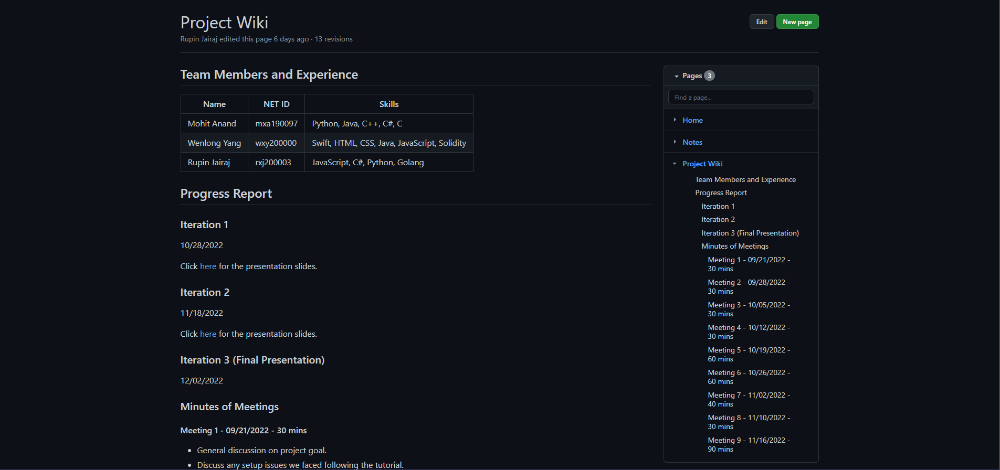 Project Wiki
Edit
New page
Rupin Jairaj edited this page 6 days ago · 13 revisions
Team Members and Experience
Name NET ID Skills
Mohit Anand mxa190097 Python, Java, C++, C#, C
Wenlong Yang wxy200000 Swift, HTML, CSS, Java, JavaScript, Solidity
Rupin Jairaj rxj200003 JavaScript, C#, Python, Golang
Progress Report
Iteration 1
10/28/2022
Click here for the presentation slides.
Iteration 2
11/18/2022
Click here for the presentation slides.
Iteration 3 (Final Presentation)
12/02/2022
Minutes of Meetings
Meeting 1 - 09/21/2022 - 30 mins
• General discussion on project goal.
• Discuss any setup issues we faced following the tutorial.
Pages 3
Find a page...
Home
Notes
Project Wiki
Team Members and Experience
Progress Report
Iteration 1
Iteration 2
Iteration 3 (Final Presentation)
Minutes of Meetings
Meeting 1 - 09/21/2022 -
30 mins
Meeting 2 - 09/28/2022 -
30 mins
Meeting 3 - 10/05/2022 -
30 mins
Meeting 4 - 10/12/2022 -
30 mins
Meeting 5 - 10/19/2022 -
60 mins
Meeting 6 - 10/26/2022 -
60 mins
Meeting 7 - 11/02/2022 -
40 mins
Meeting 8 - 11/10/2022 -
30 mins
Meeting 9 - 11/16/2022 -
90 mins